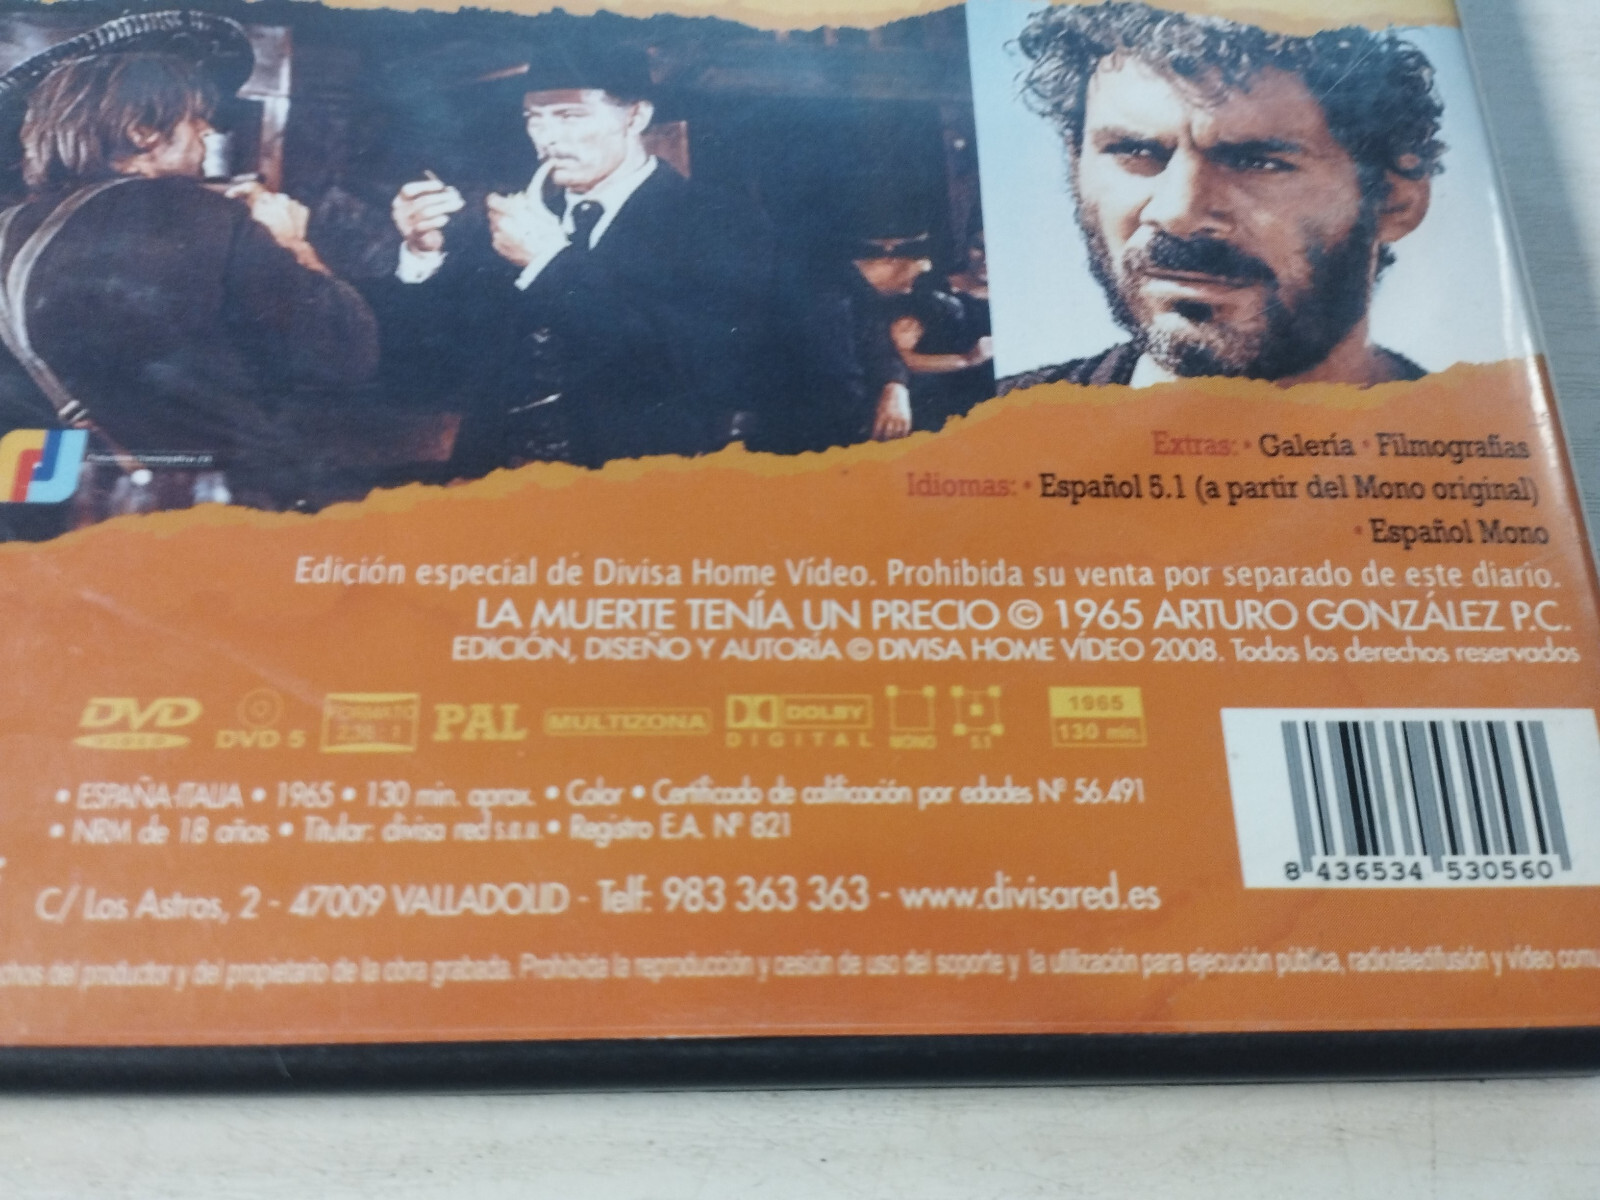 Extras: • Galería • Filmografías
Idiomas: • Español 5.1 (a partir del Mono original)
• Español Mono
Edición especial de Divisa Home Vídeo. Prohibida su venta por separado de este diario.
LA MUERTE TENÍA UN PRECIO © 1965 ARTURO GONZÁLEZ P.C.
EDICIÓN, DISEÑO Y AUTORÍA © DIVISA HOME VÍDEO 2008. Todos los derechos reservados
DVD VIDEO DVD 5 FORMATO PAL MULTIZONA DOLBY DIGITAL MONO 5.1 1965 130 min.
• ESPAÑA-ITALIA • 1965 • 130 min. aprox. • Color • Certificado de calificación por edades Nº 56.491
• NRM de 18 años • Titular: divisa red s.a.u. • Registro E.A. Nº 821
8 436534 530560
C/ Los Astros, 2 - 47009 VALLADOLID - Telf: 983 363 363 - www.divisared.es
del productor y del propietario de la obra grabada. Prohibida la reproducción y cesión de uso del soporte y la utilización para ejecución pública, radioteledifusión y vídeo